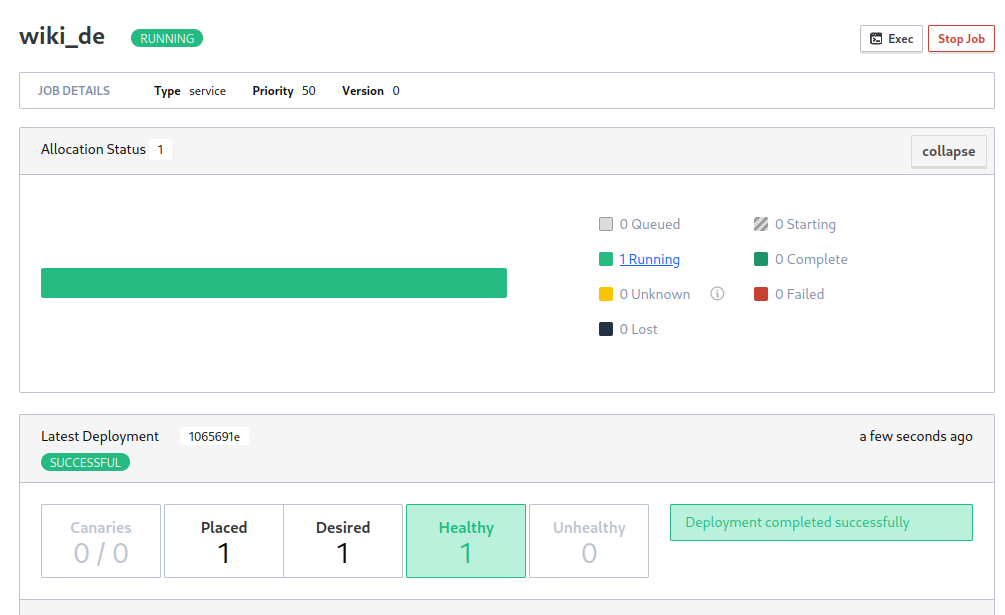 wiki_de RUNNING Exec Stop Job
JOB DETAILS Type service Priority 50 Version 0
Allocation Status 1 collapse
0 Queued 0 Starting
1 Running 0 Complete
0 Unknown 0 Failed
0 Lost
Latest Deployment 1065691e a few seconds ago
SUCCESSFUL
Canaries Placed Desired Healthy Unhealthy Deployment completed successfully
0 / 0 1 1 1 0